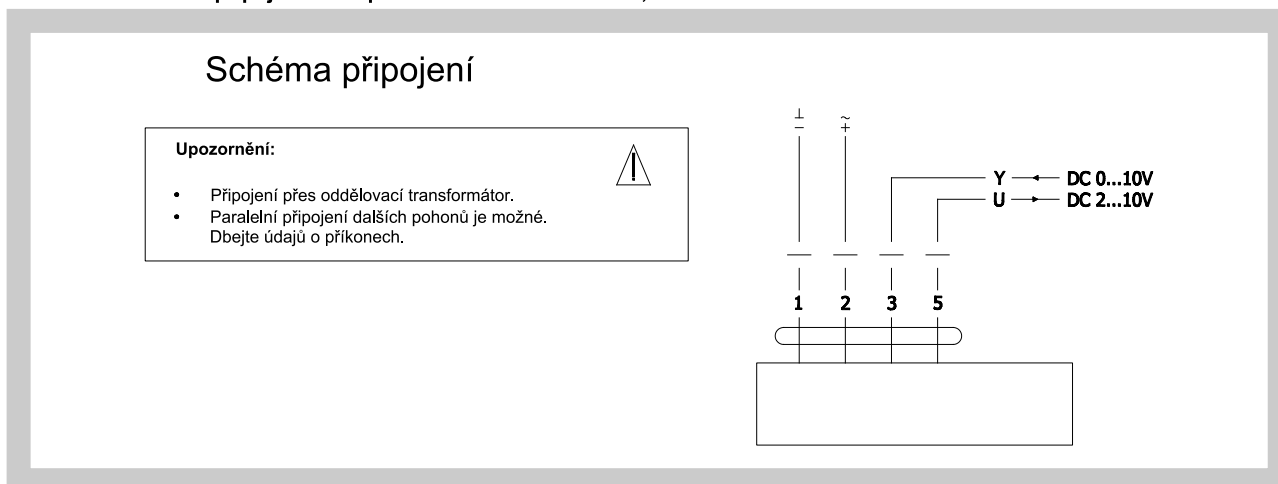 Schéma připojení
Upozornění:
• Připojení přes oddělovací transformátor.
• Paralelní připojení dalších pohonů je možné.
Dbejte údajů o příkonech.
⊥ ~
− +
Y DC 0...10V
U DC 2...10V
1 2 3 5